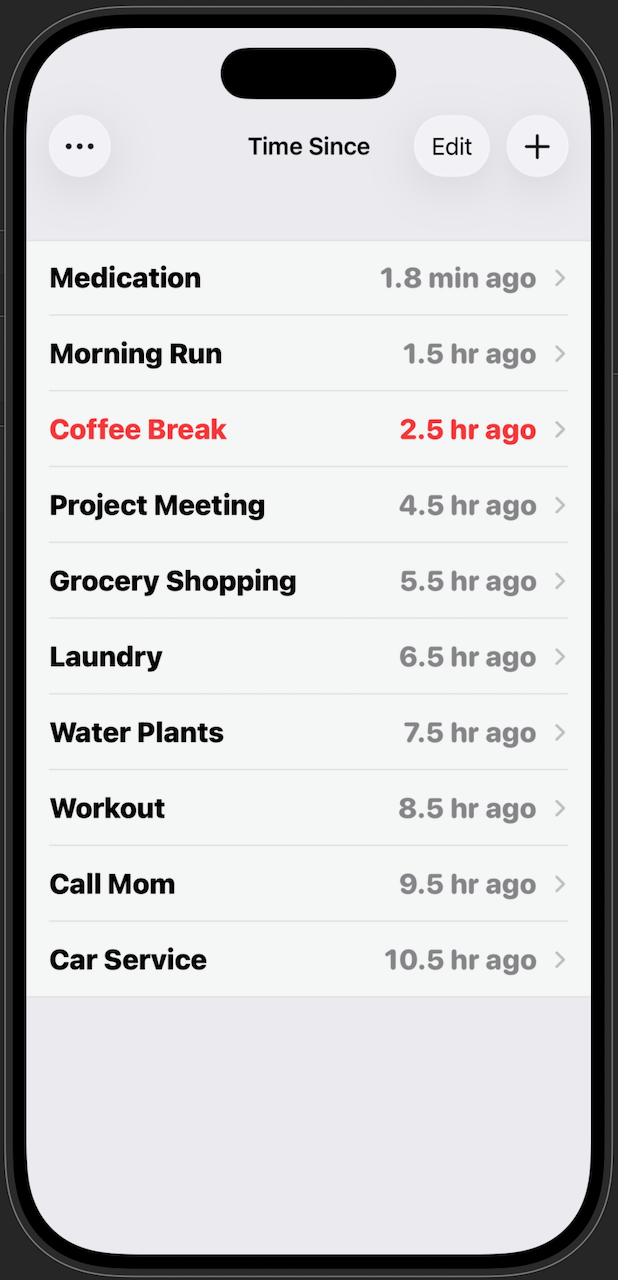 Time Since
Edit
Medication 1.8 min ago
Morning Run 1.5 hr ago
Coffee Break 2.5 hr ago
Project Meeting 4.5 hr ago
Grocery Shopping 5.5 hr ago
Laundry 6.5 hr ago
Water Plants 7.5 hr ago
Workout 8.5 hr ago
Call Mom 9.5 hr ago
Car Service 10.5 hr ago